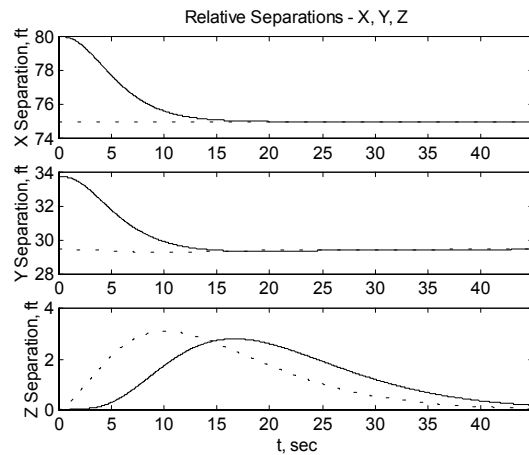 Relative Separations - X, Y, Z
X Separation, ft
80
78
76
74
0 5 10 15 20 25 30 35 40
Y Separation, ft
34
32
30
28
0 5 10 15 20 25 30 35 40
Z Separation, ft
4
2
0
0 5 10 15 20 25 30 35 40
t, sec